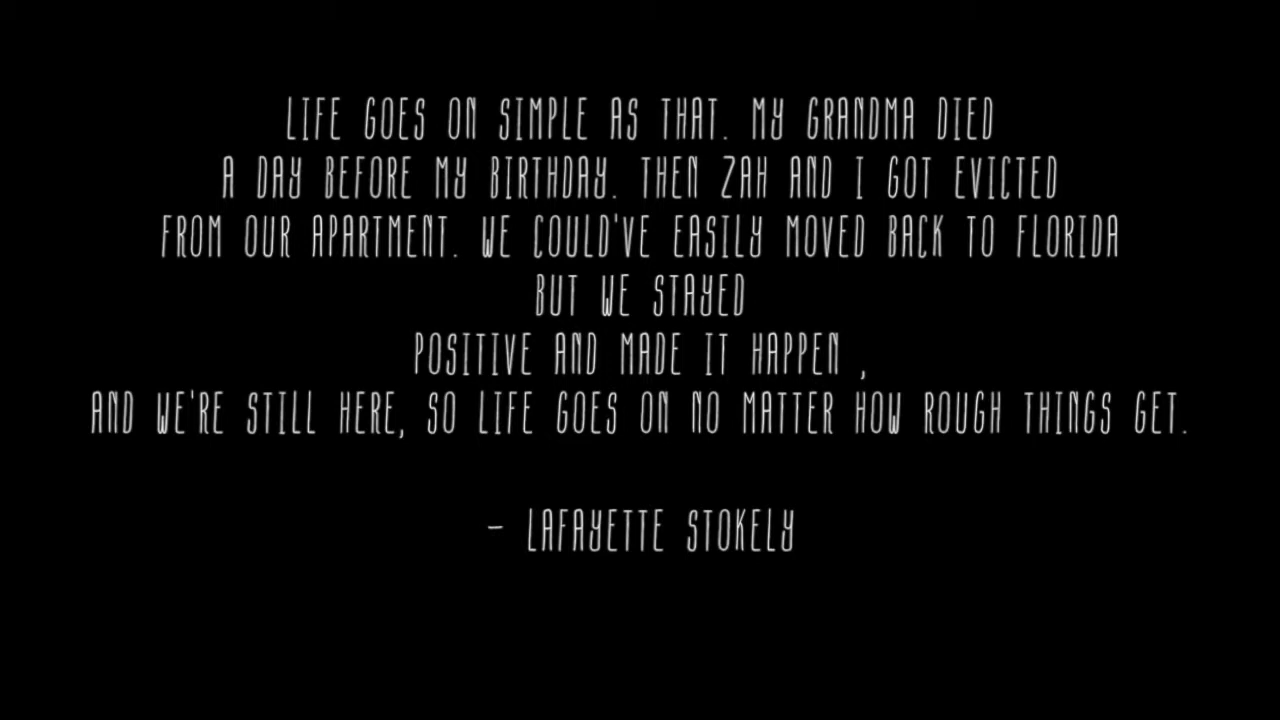 LIFE GOES ON SIMPLE AS THAT. MY GRANDMA DIED
A DAY BEFORE MY BIRTHDAY. THEN ZAH AND I GOT EVICTED
FROM OUR APARTMENT. WE COULD'VE EASILY MOVED BACK TO FLORIDA
BUT WE STAYED
POSITIVE AND MADE IT HAPPEN ,
AND WE'RE STILL HERE, SO LIFE GOES ON NO MATTER HOW ROUGH THINGS GET.
- LAFAYETTE STOKELY